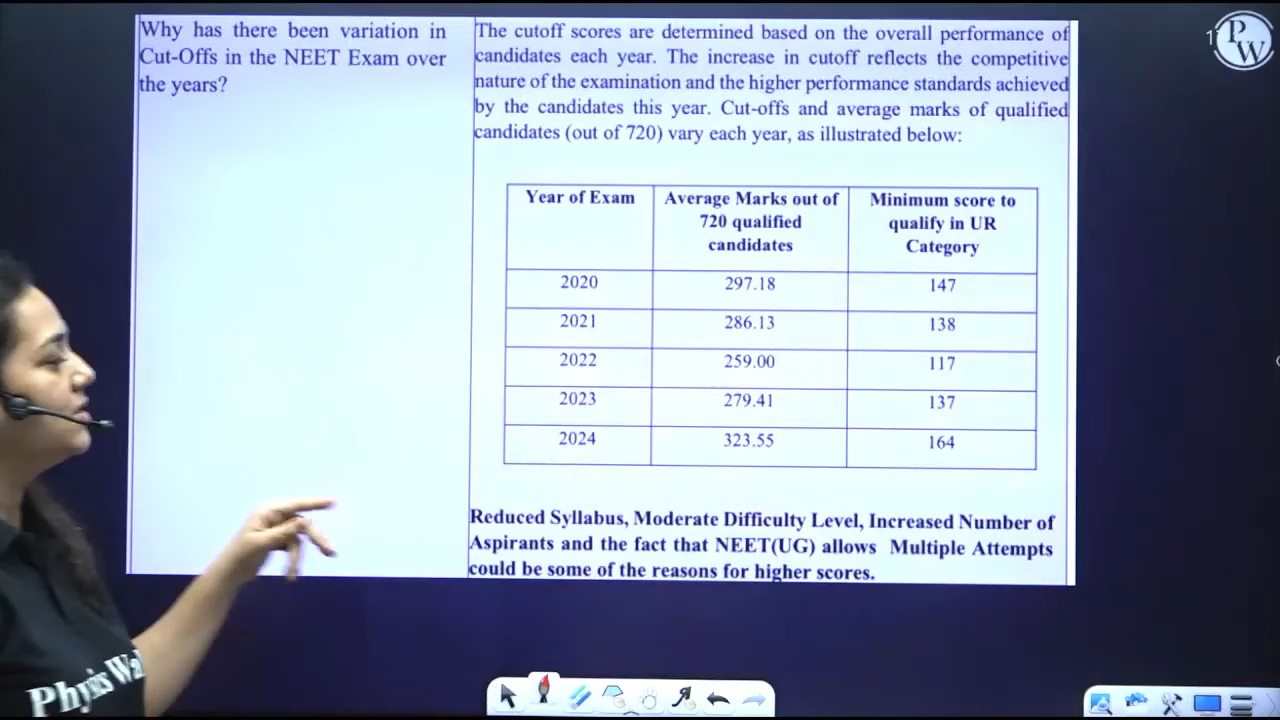 Why has there been variation in
Cut-Offs in the NEET Exam over
the years?
The cutoff scores are determined based on the overall performance of
candidates each year. The increase in cutoff reflects the competitive
nature of the examination and the higher performance standards achieved
by the candidates this year. Cut-offs and average marks of qualified
candidates (out of 720) vary each year, as illustrated below:
Year of Exam
Average Marks out of
720 qualified
candidates
Minimum score to
qualify in UR
Category
2020 297.18 147
2021 286.13 138
2022 259.00 117
2023 279.41 137
2024 323.55 164
Reduced Syllabus, Moderate Difficulty Level, Increased Number of
Aspirants and the fact that NEET(UG) allows Multiple Attempts
could be some of the reasons for higher scores.
PW